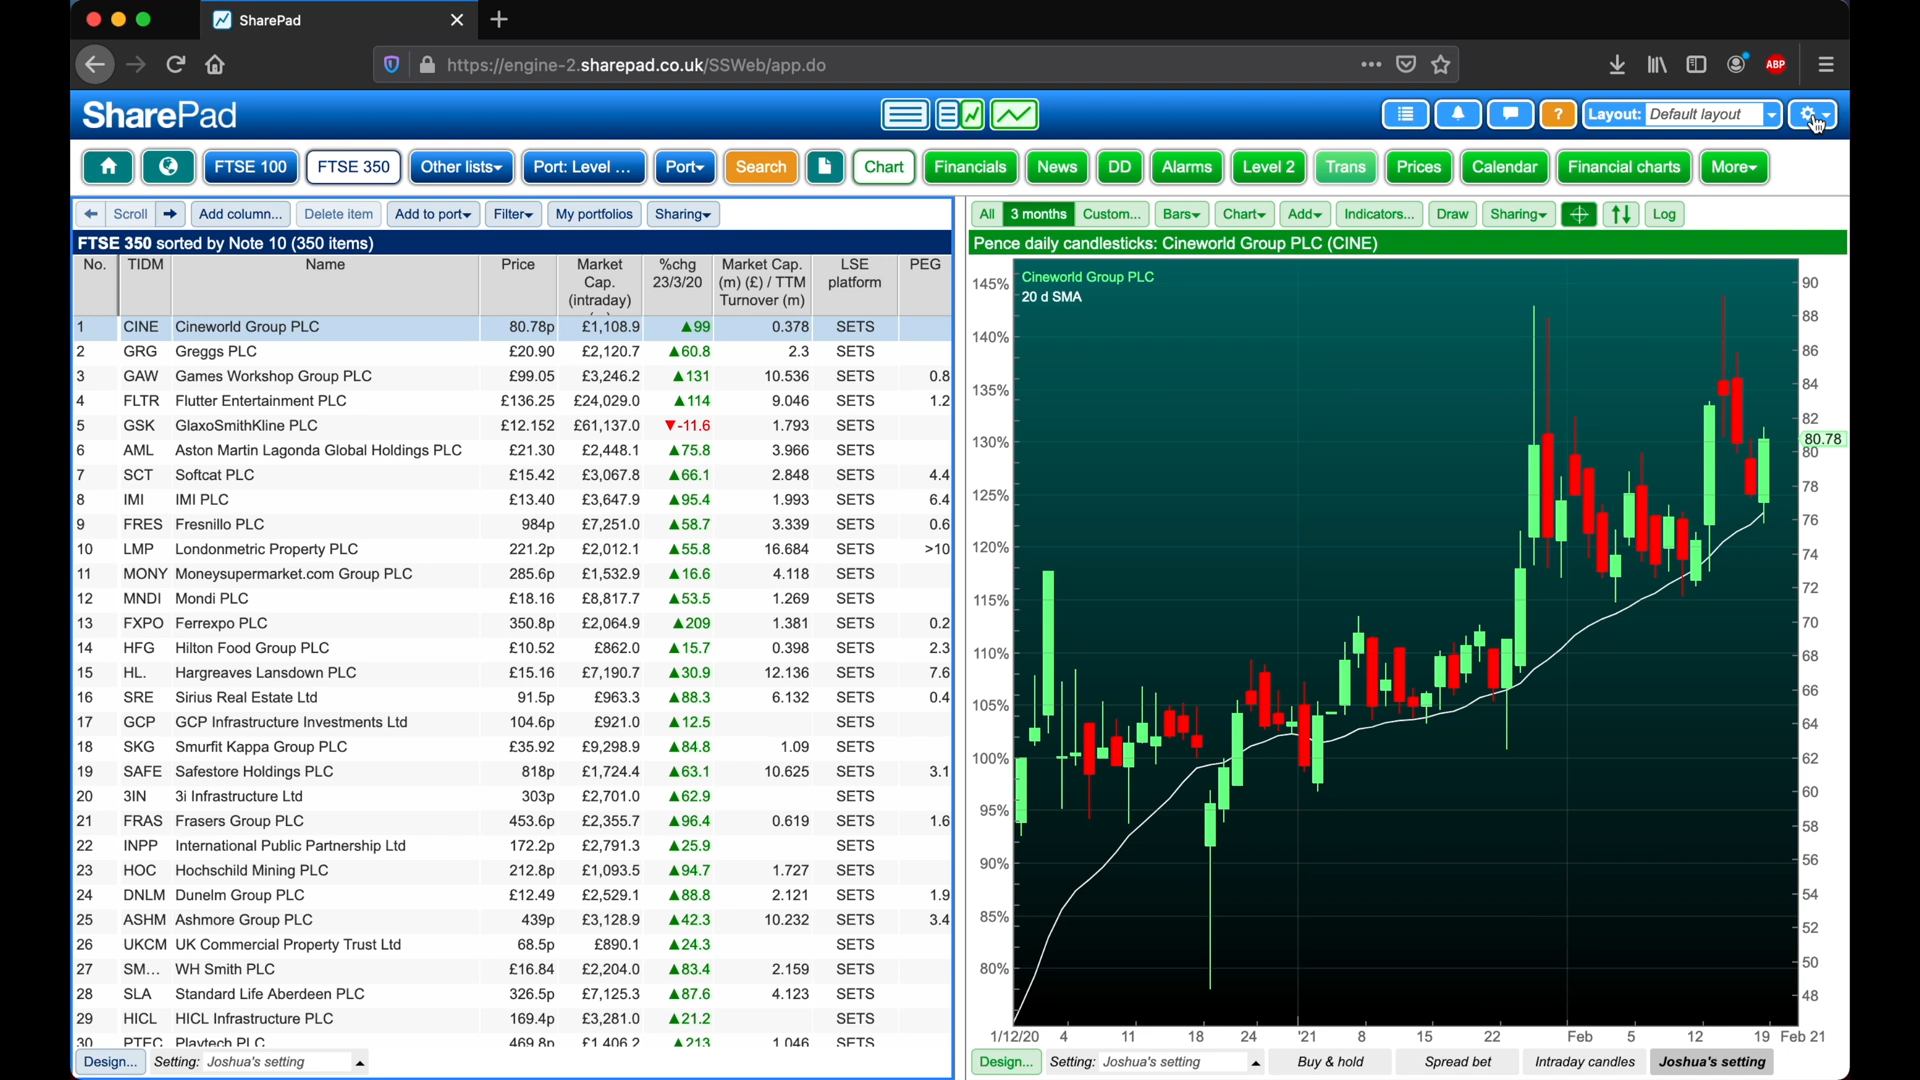 SharePad
https://engine-2.sharepad.co.uk/SSWeb/app.do
ABP
SharePad
? Layout: Default layout
FTSE 100 FTSE 350 Other lists Port: Level ... Port Search Chart Financials News DD Alarms Level 2 Trans Prices Calendar Financial charts More
Scroll Add column... Delete item Add to port Filter My portfolios Sharing
FTSE 350 sorted by Note 10 (350 items)
No. TIDM Name Price Market Cap. (intraday) %chg 23/3/20 Market Cap. (m) (£) / TTM Turnover (m) LSE platform PEG
1 CINE Cineworld Group PLC 80.78p £1,108.9 ▲99 0.378 SETS
2 GRG Greggs PLC £20.90 £2,120.7 ▲60.8 2.3 SETS
3 GAW Games Workshop Group PLC £99.05 £3,246.2 ▲131 10.536 SETS 0.8
4 FLTR Flutter Entertainment PLC £136.25 £24,029.0 ▲114 9.046 SETS 1.2
5 GSK GlaxoSmithKline PLC £12.152 £61,137.0 ▼-11.6 1.793 SETS
6 AML Aston Martin Lagonda Global Holdings PLC £21.30 £2,448.1 ▲75.8 3.966 SETS
7 SCT Softcat PLC £15.42 £3,067.8 ▲66.1 2.848 SETS 4.4
8 IMI IMI PLC £13.40 £3,647.9 ▲95.4 1.993 SETS 6.4
9 FRES Fresnillo PLC 984p £7,251.0 ▲58.7 3.339 SETS 0.6
10 LMP Londonmetric Property PLC 221.2p £2,012.1 ▲55.8 16.684 SETS >10
11 MONY Moneysupermarket.com Group PLC 285.6p £1,532.9 ▲16.6 4.118 SETS
12 MNDI Mondi PLC £18.16 £8,817.7 ▲53.5 1.269 SETS
13 FXPO Ferrexpo PLC 350.8p £2,064.9 ▲209 1.381 SETS 0.2
14 HFG Hilton Food Group PLC £10.52 £862.0 ▲15.7 0.398 SETS 2.3
15 HL. Hargreaves Lansdown PLC £15.16 £7,190.7 ▲30.9 12.136 SETS 7.6
16 SRE Sirius Real Estate Ltd 91.5p £963.3 ▲88.3 6.132 SETS 0.4
17 GCP GCP Infrastructure Investments Ltd 104.6p £921.0 ▲12.5 SETS
18 SKG Smurfit Kappa Group PLC £35.92 £9,298.9 ▲84.8 1.09 SETS
19 SAFE Safestore Holdings PLC 818p £1,724.4 ▲63.1 10.625 SETS 3.1
20 3IN 3i Infrastructure Ltd 303p £2,701.0 ▲62.9 SETS
21 FRAS Frasers Group PLC 453.6p £2,355.7 ▲96.4 0.619 SETS 1.6
22 INPP International Public Partnership Ltd 172.2p £2,791.3 ▲25.9 SETS
23 HOC Hochschild Mining PLC 212.8p £1,093.5 ▲94.7 1.727 SETS
24 DNLM Dunelm Group PLC £12.49 £2,529.1 ▲88.8 2.121 SETS 1.9
25 ASHM Ashmore Group PLC 439p £3,128.9 ▲42.3 10.232 SETS 3.4
26 UKCM UK Commercial Property Trust Ltd 68.5p £890.1 ▲24.3 SETS
27 SM... WH Smith PLC £16.84 £2,204.0 ▲83.4 2.159 SETS
28 SLA Standard Life Aberdeen PLC 326.5p £7,125.3 ▲87.6 4.123 SETS
29 HICL HICL Infrastructure PLC 169.4p £3,281.0 ▲21.2 SETS
30 PTEC Playtech PLC 469.8p £1,406.2 ▲213 1.046 SETS
Design... Setting: Joshua's setting
All 3 months Custom... Bars Chart Add Indicators... Draw Sharing Log
Pence daily candlesticks: Cineworld Group PLC (CINE)
Cineworld Group PLC
20 d SMA
145%
140%
135%
130%
125%
120%
115%
110%
105%
100%
95%
90%
85%
80%
90
88
86
84
82
80.78
80
78
76
74
72
70
68
66
64
62
60
58
56
54
52
50
48
1/12/20 4 11 18 24 '21 8 15 22 Feb 5 12 19 Feb 21
Design... Setting: Joshua's setting Buy & hold Spread bet Intraday candles Joshua's setting